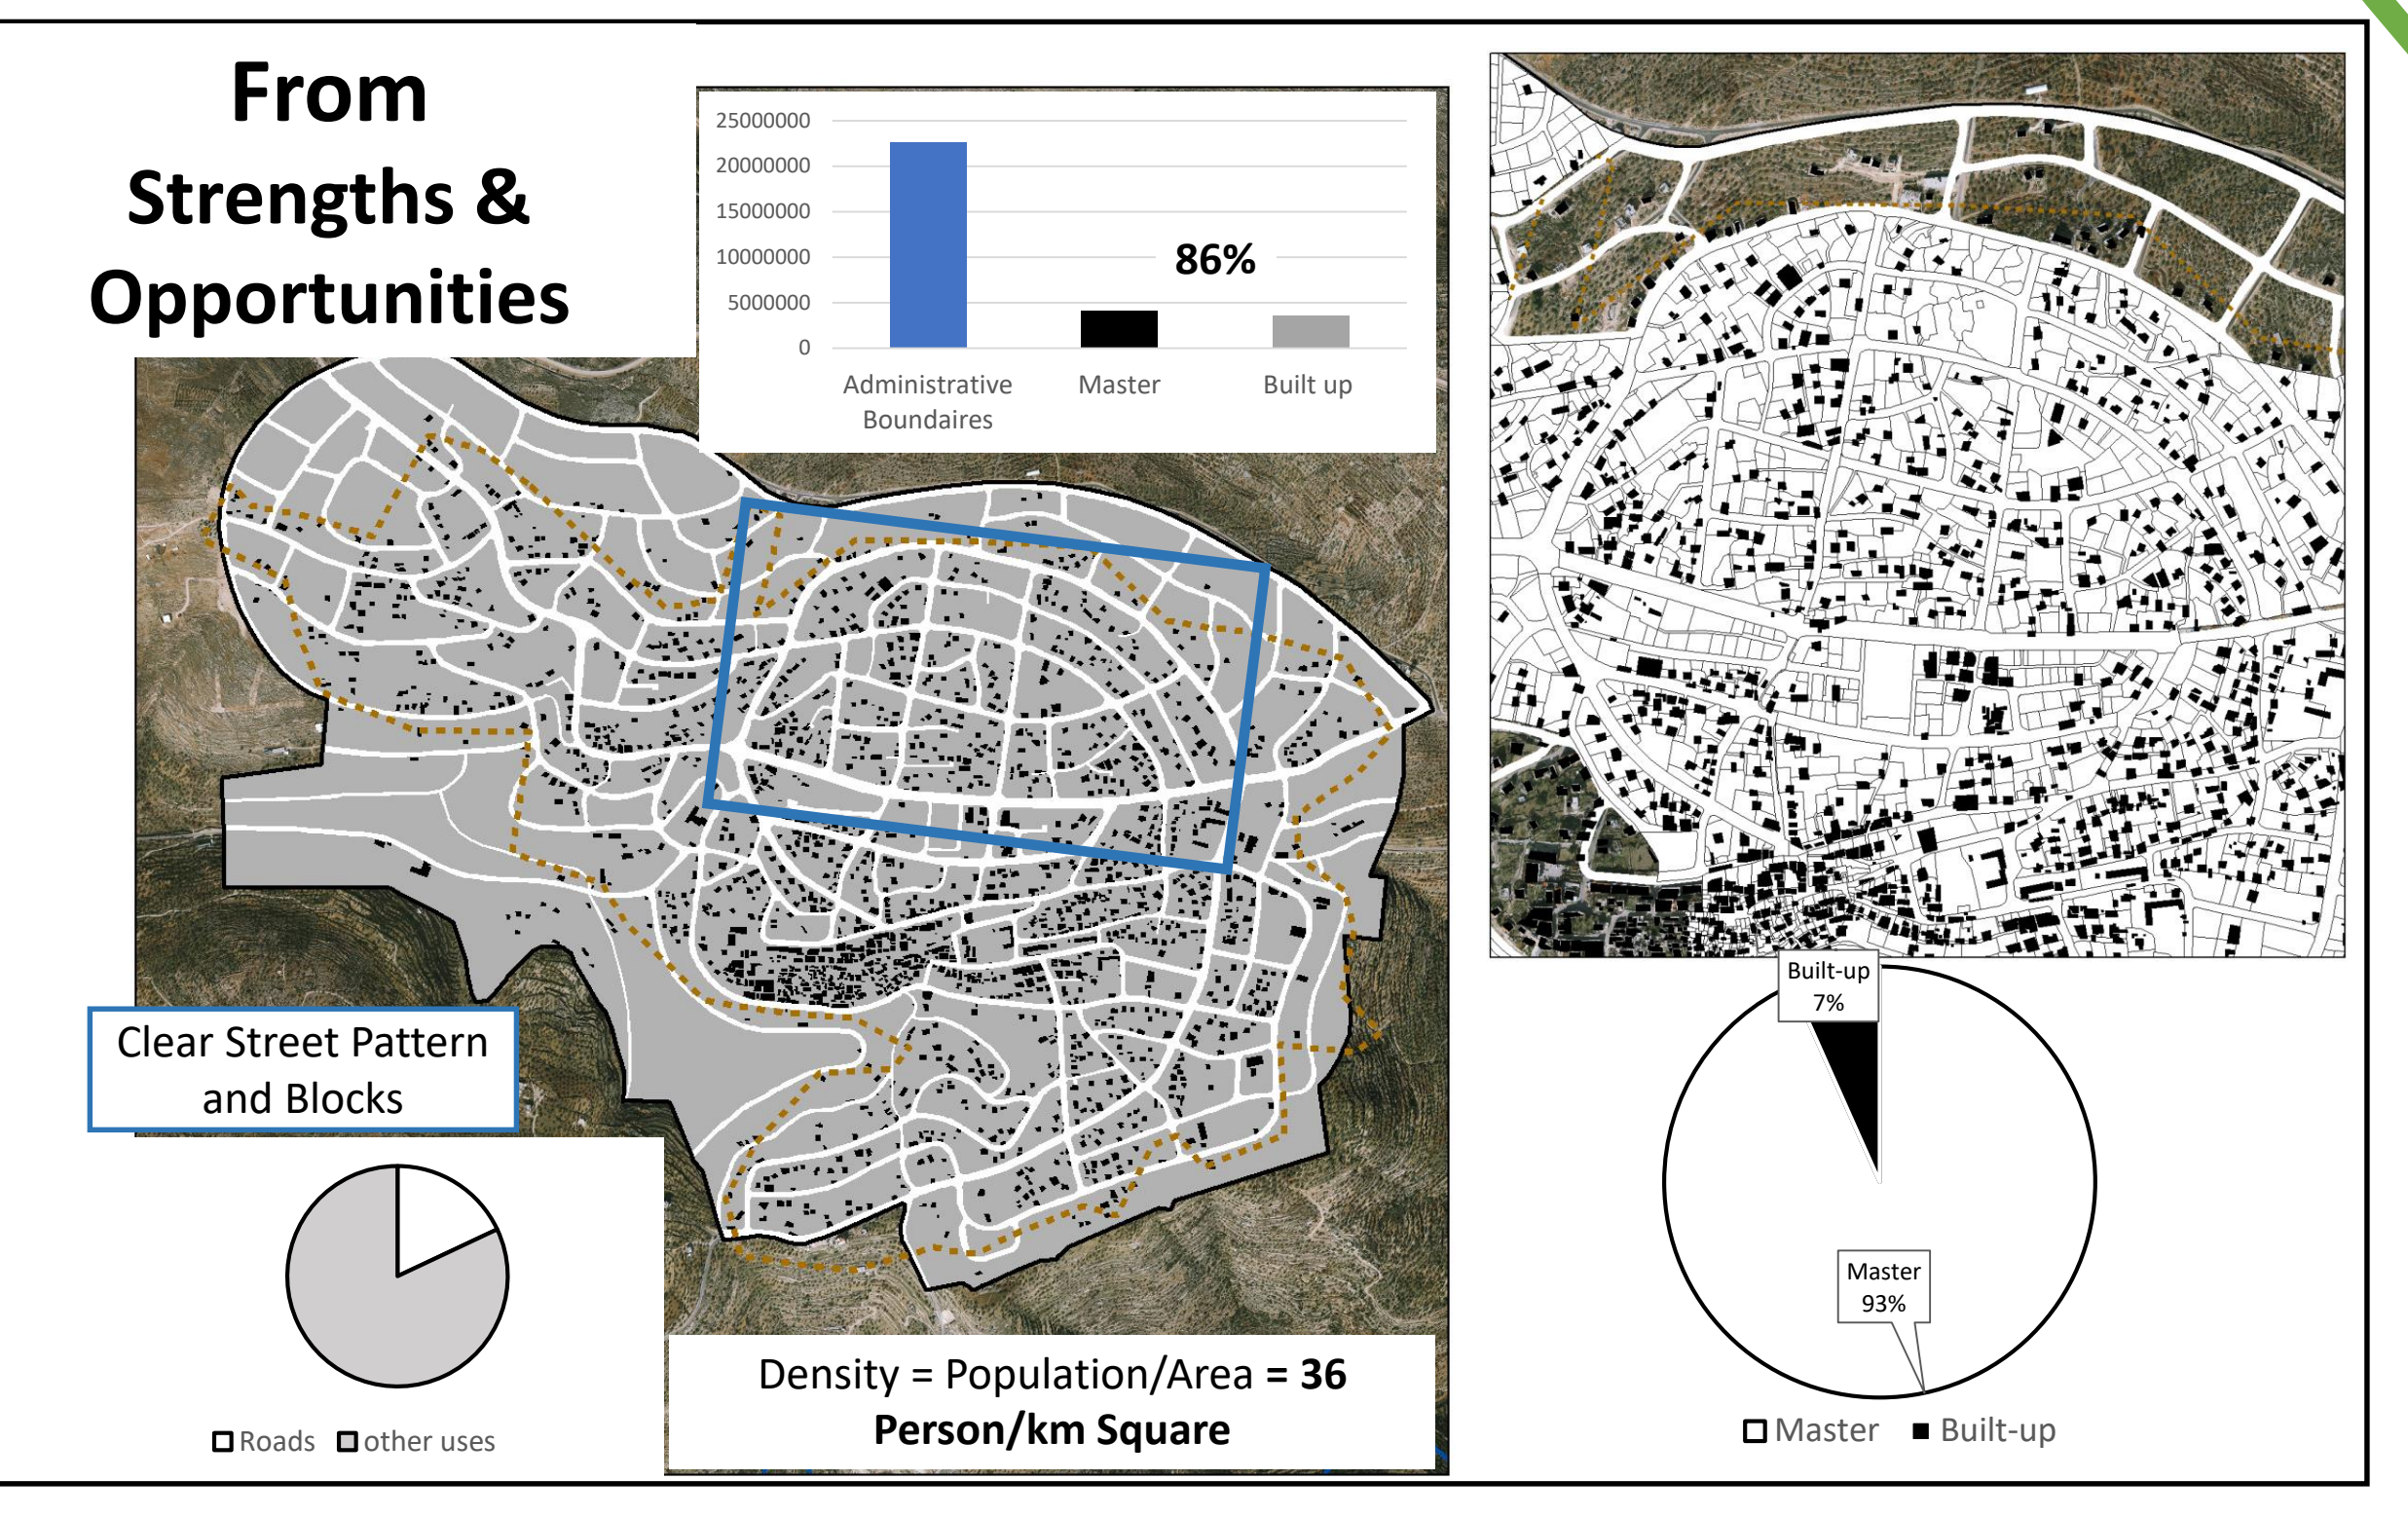 From
Strengths &
Opportunities
25000000
20000000
15000000
10000000
5000000
0
86%
Administrative
Boundaires
Master
Built up
Clear Street Pattern
and Blocks
Roads
other uses
Density = Population/Area = 36
Person/km Square
Built-up
7%
Master
93%
Master
Built-up